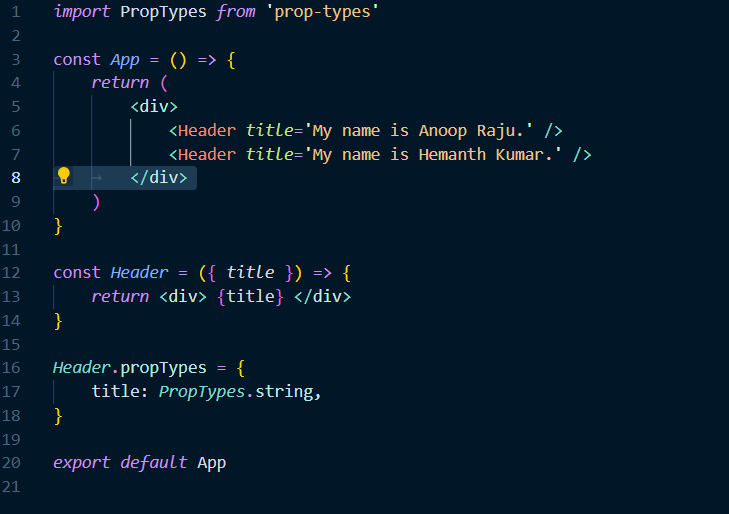 1 import PropTypes from 'prop-types'
2
3 const App = () => {
4     return (
5         <div>
6             <Header title='My name is Anoop Raju.' />
7             <Header title='My name is Hemanth Kumar.' />
8     →   </div>
9     )
10 }
11
12 const Header = ({ title }) => {
13     return <div> {title} </div>
14 }
15
16 Header.propTypes = {
17     title: PropTypes.string,
18 }
19
20 export default App
21